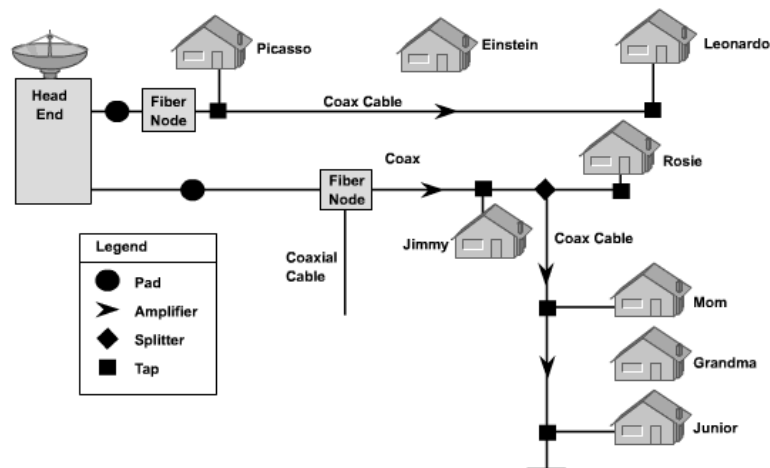 Picasso
Einstein
Leonardo
Head
End
Fiber
Node
Coax Cable
Coax
Rosie
Fiber
Node
Jimmy
Coax Cable
Coaxial
Cable
Legend
Pad
Amplifier
Splitter
Tap
Mom
Grandma
Junior